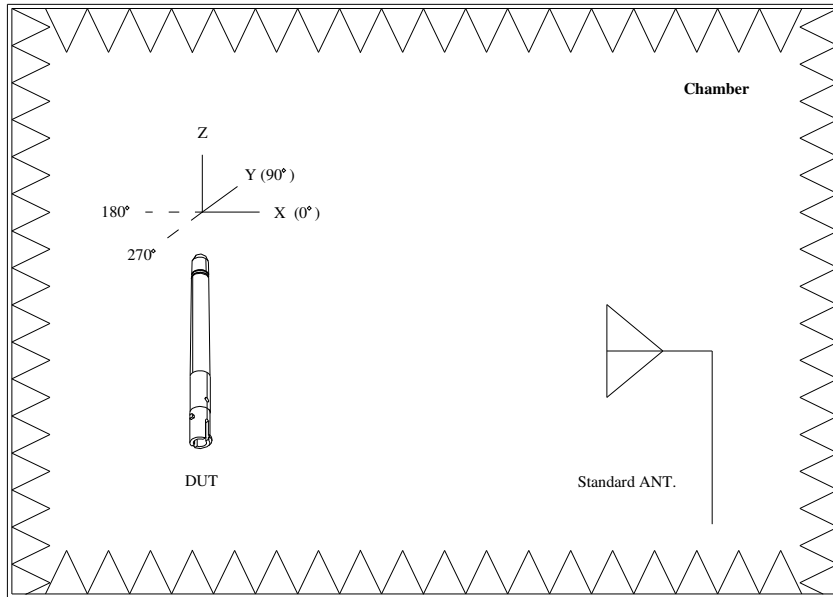 Chamber
Z
Y (90°)
180° X (0°)
270°
DUT
Standard ANT.